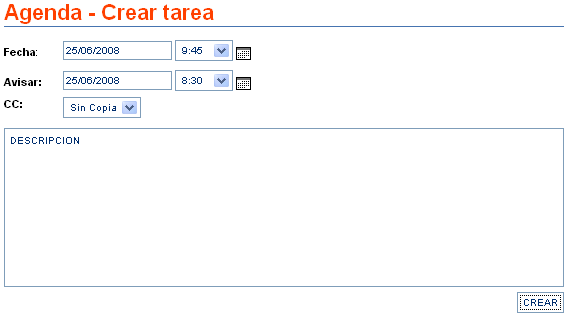 Agenda - Crear tarea
Fecha: 25/06/2008 9:45
Avisar: 25/06/2008 8:30
CC: Sin Copia
DESCRIPCION
CREAR